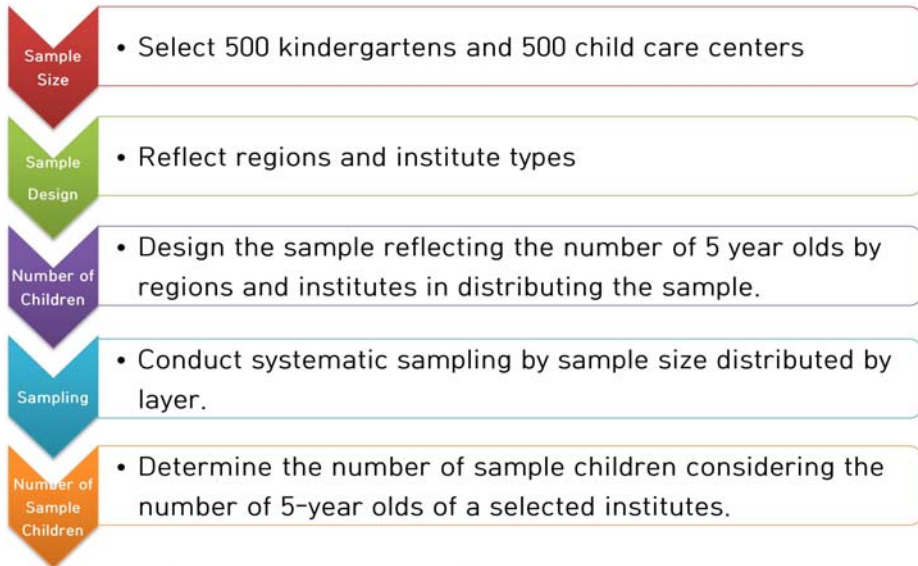 Sample
Size
• Select 500 kindergartens and 500 child care centers
Sample
Design
• Reflect regions and institute types
Number of
Children
• Design the sample reflecting the number of 5 year olds by
regions and institutes in distributing the sample.
Sampling
• Conduct systematic sampling by sample size distributed by
layer.
Number of
Sample
Children
• Determine the number of sample children considering the
number of 5-year olds of a selected institutes.